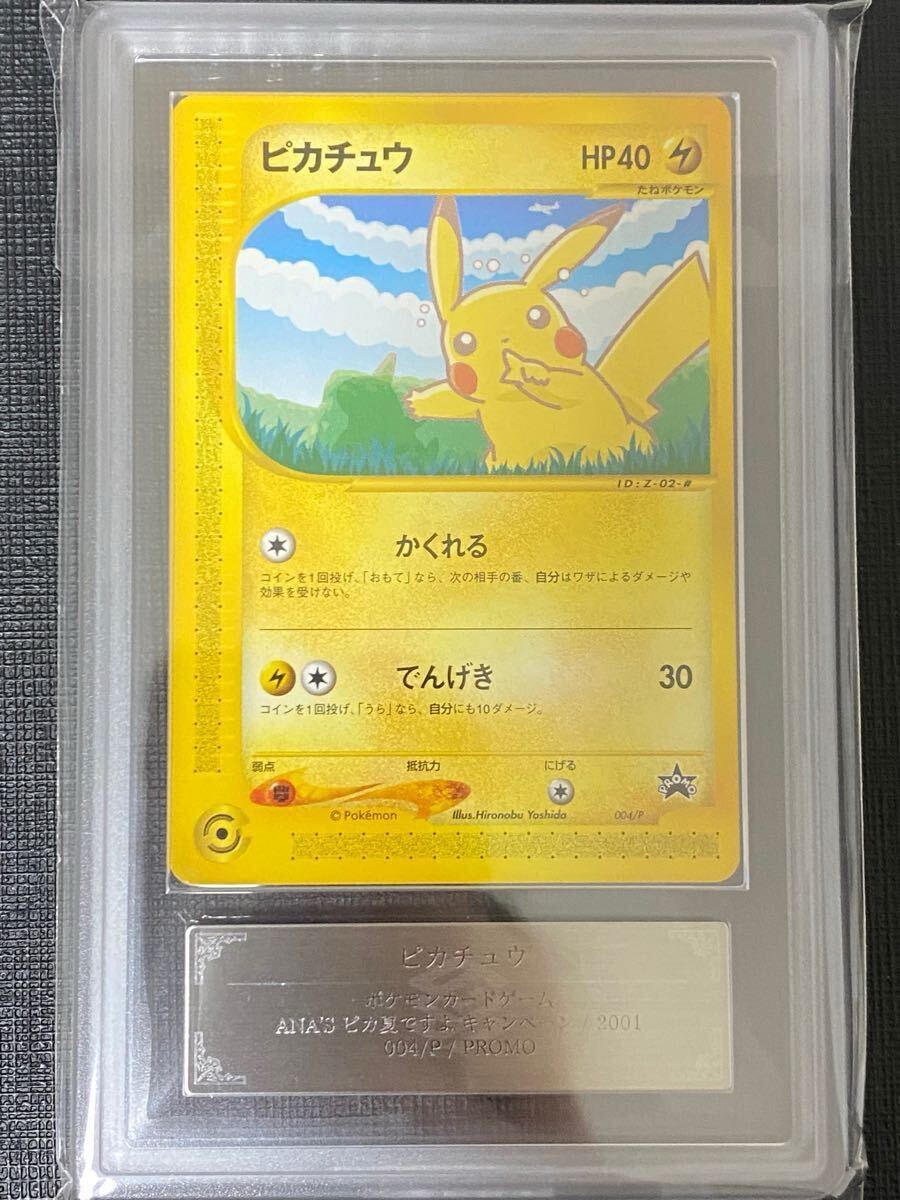 ピカチュウ HP40
たねポケモン
ID:Z-02-#
かくれる
コインを1回投げ、「おもて」なら、次の相手の番、自分はワザによるダメージや
効果を受けない。
でんげき 30
コインを1回投げ、「うら」なら、自分にも10ダメージ。
弱点 抵抗力 にげる
PROMO
©Pokémon Illus.Hironobu Yoshida 004/P
ピカチュウ
ポケモンカードゲーム
ANA'S ピカ夏ですよ キャンペーン / 2001
004/P / PROMO